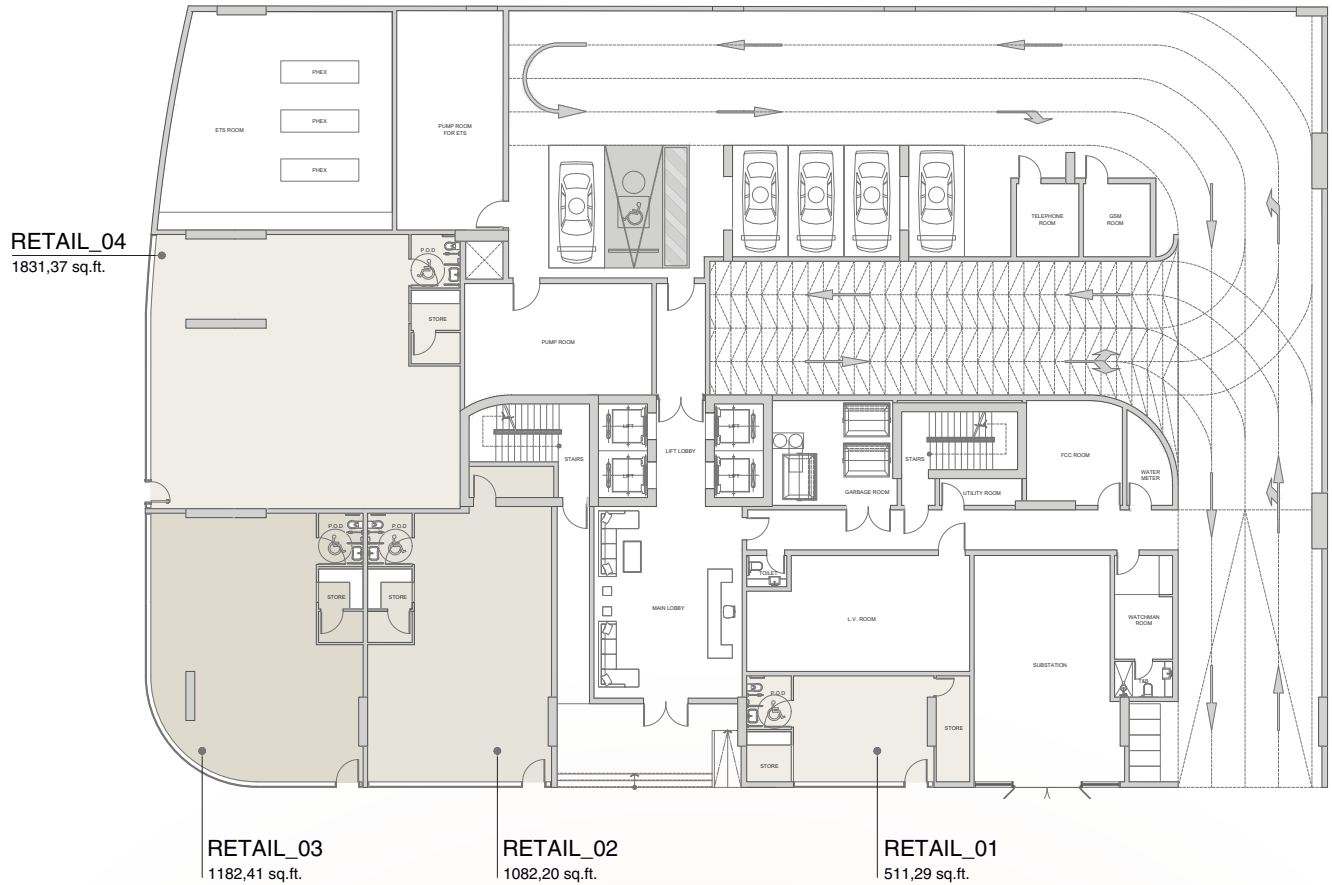 PHEX
PHEX
PHEX
ETS ROOM
PUMP ROOM
FOR ETS
TELEPHONE
ROOM
GSM
ROOM
RETAIL_04
1831,37 sq.ft.
P.O.D
STORE
PUMP ROOM
LIFT
LIFT
LIFT
LIFT
LIFT LOBBY
STAIRS
STAIRS
GARBAGE ROOM
UTILITY ROOM
FCC ROOM
WATER
METER
P.O.D
P.O.D
STORE
STORE
TOILET
MAIN LOBBY
L.V. ROOM
SUBSTATION
WATCHMAN
ROOM
TAB
P.O.D
STORE
STORE
RETAIL_03
1182,41 sq.ft.
RETAIL_02
1082,20 sq.ft.
RETAIL_01
511,29 sq.ft.